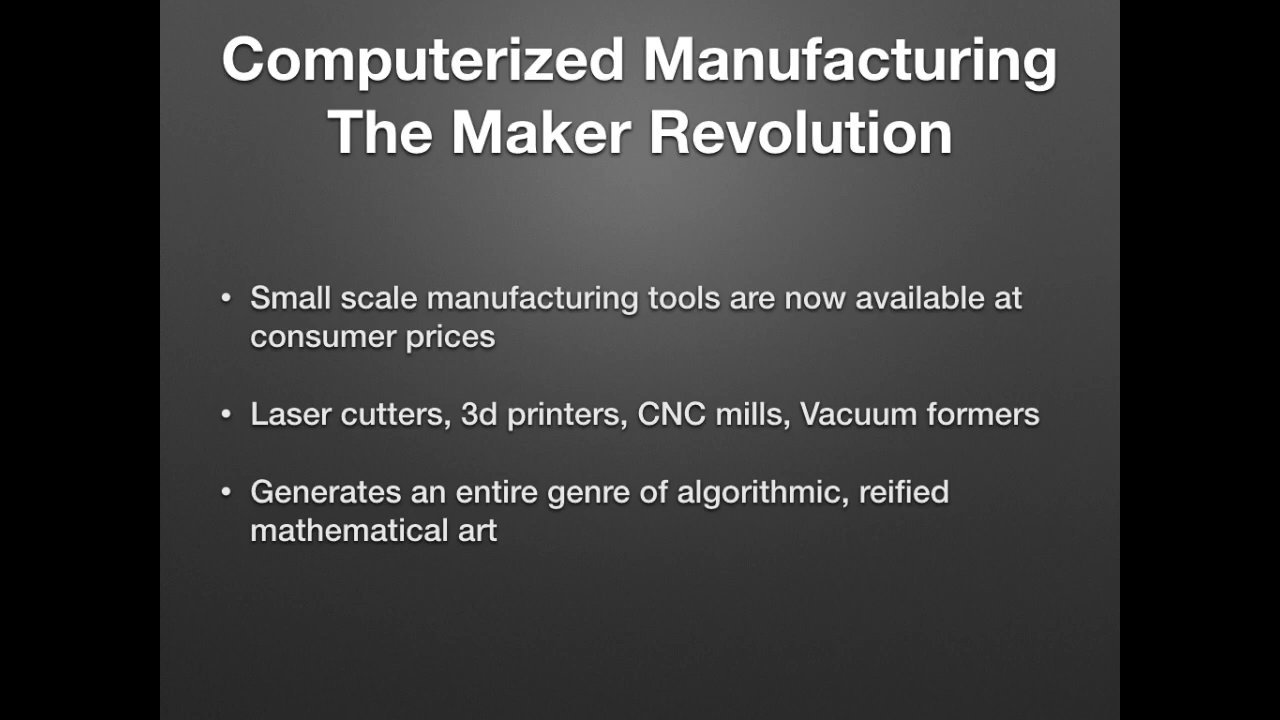 Computerized Manufacturing
The Maker Revolution
• Small scale manufacturing tools are now available at
consumer prices
• Laser cutters, 3d printers, CNC mills, Vacuum formers
• Generates an entire genre of algorithmic, reified
mathematical art